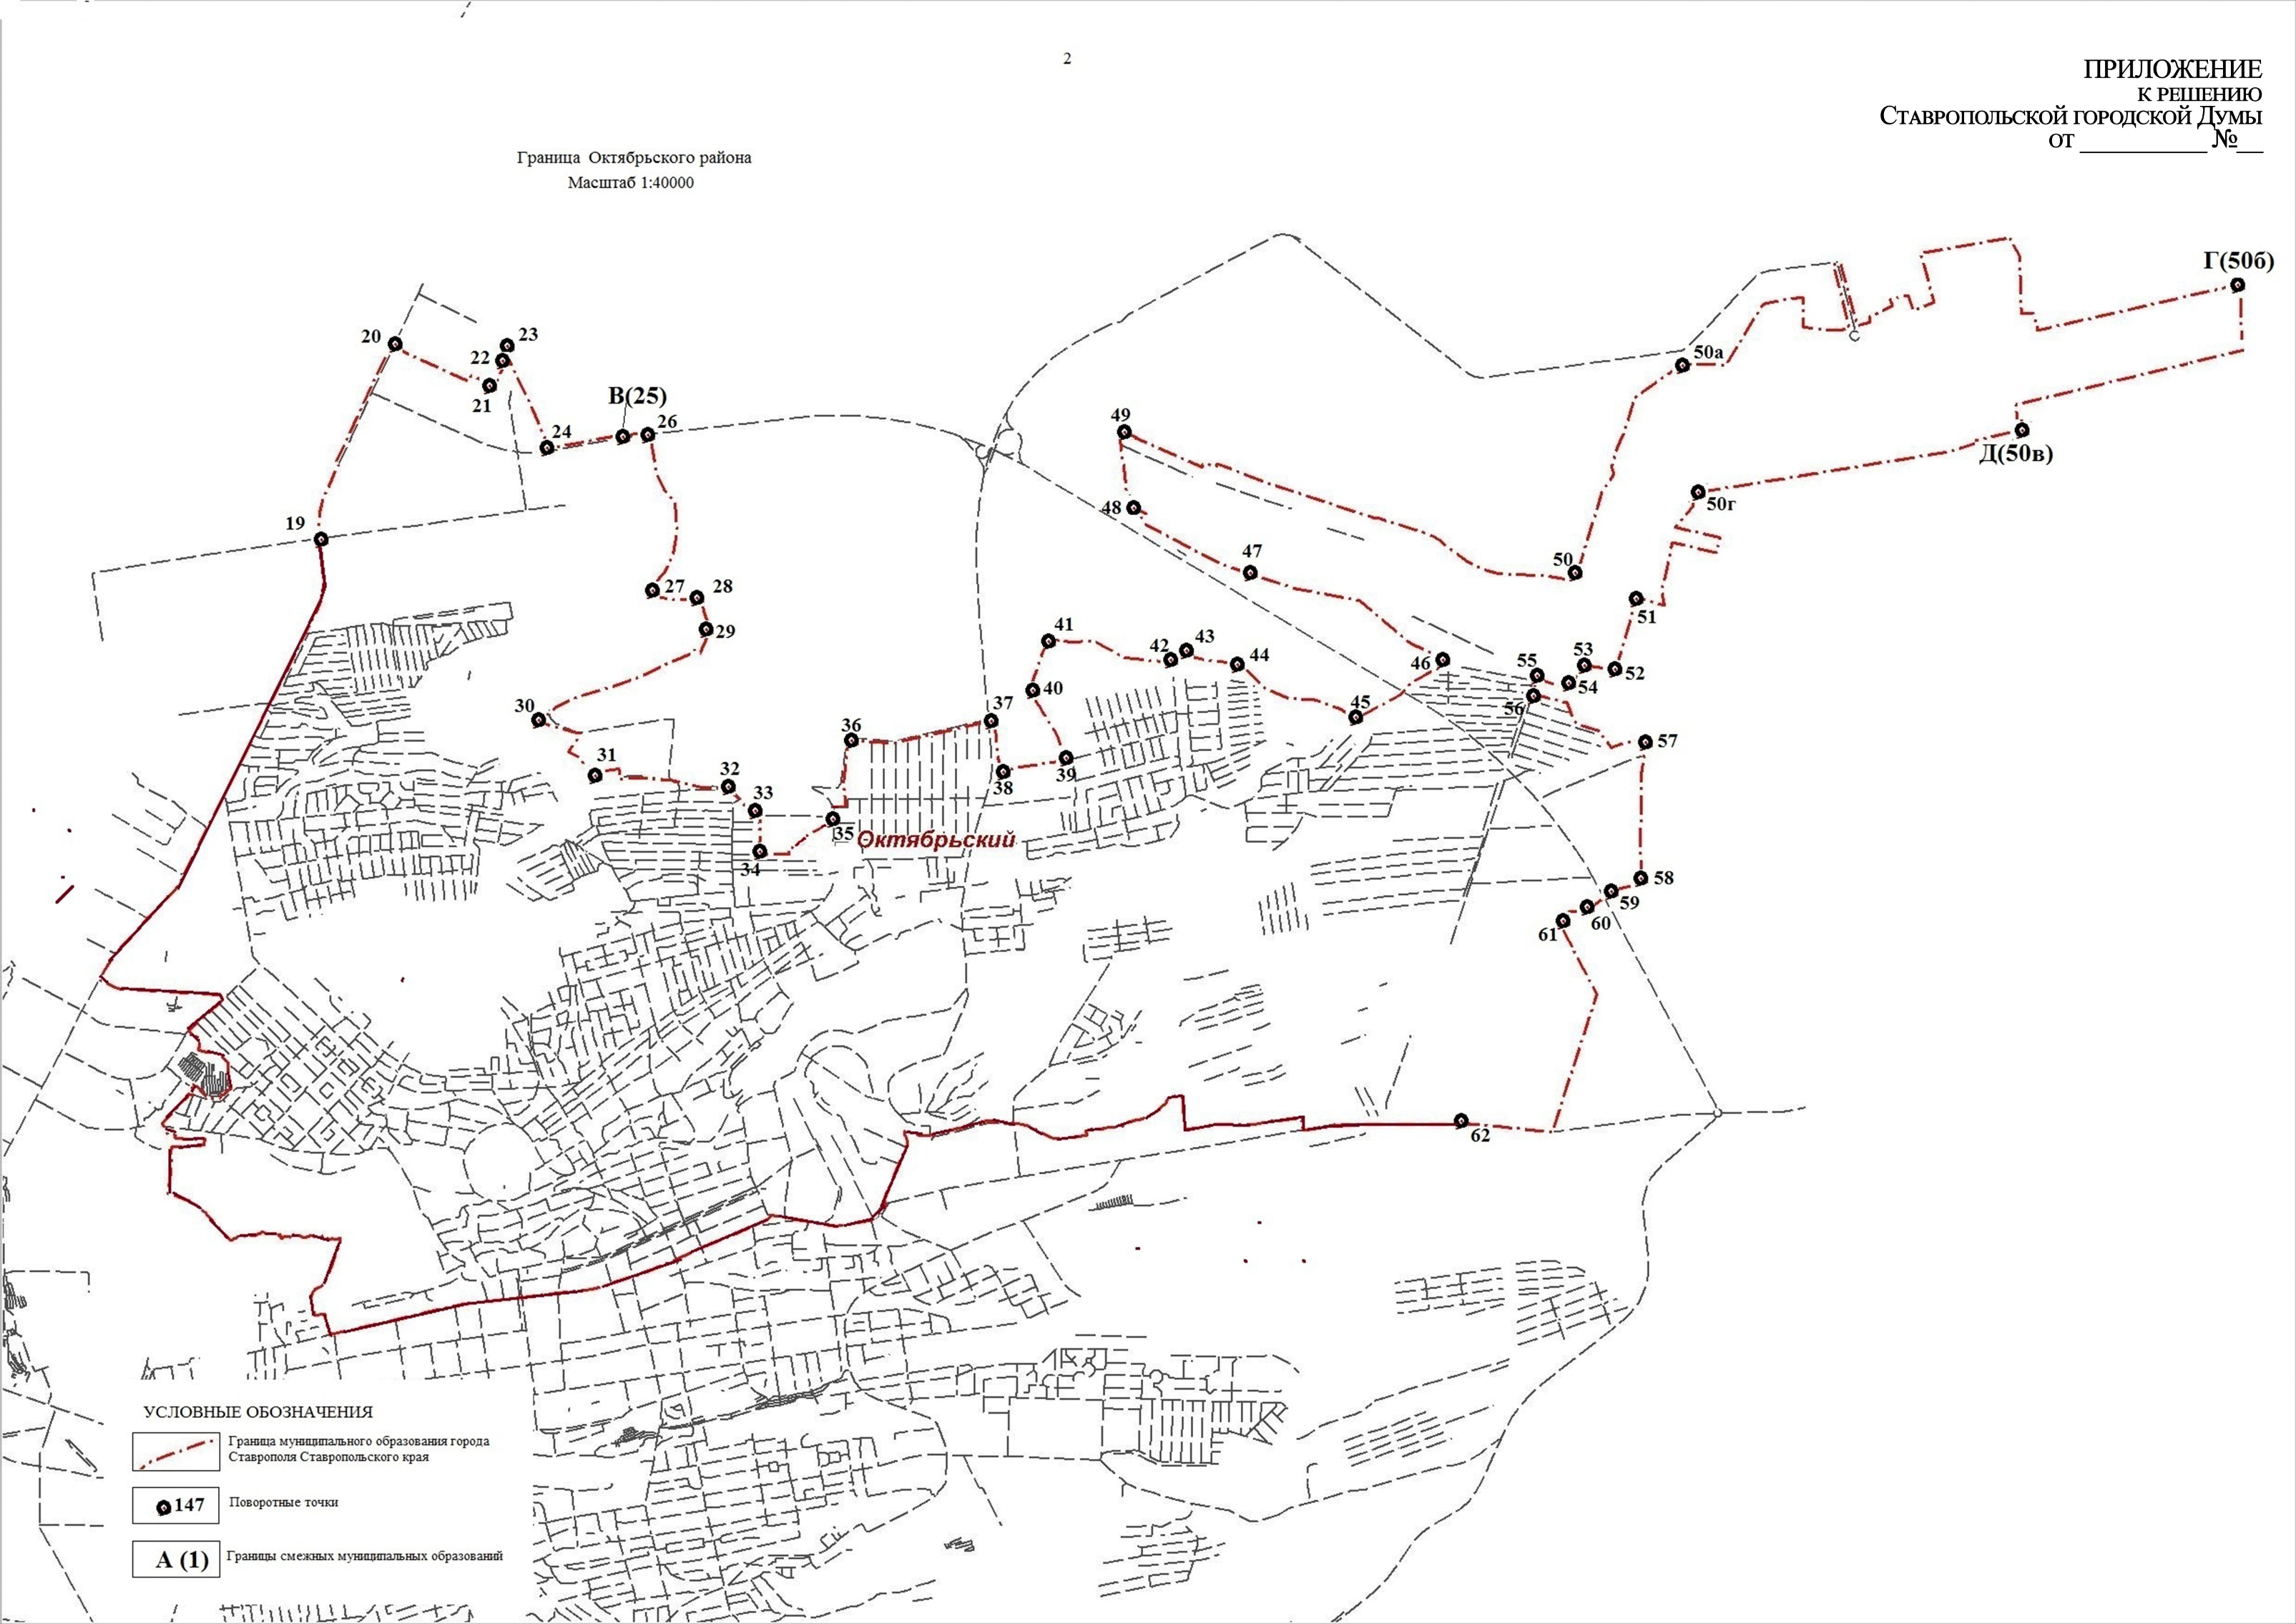 2
ПРИЛОЖЕНИЕ
К РЕШЕНИЮ
СТАВРОПОЛЬСКОЙ ГОРОДСКОЙ ДУМЫ
ОТ __________ №__
Граница Октябрьского района
Масштаб 1:40000
Г(50б)
20
23
22
50а
21
В(25)
26
49
24
Д(50в)
50г
48
19
47
50
27
28
51
29
41
43
42
44
46
53
55
52
54
40
56
30
37
45
36
57
31
32
39
38
33
35
Октябрьский
34
58
59
60
61
62
УСЛОВНЫЕ ОБОЗНАЧЕНИЯ
Граница муниципального образования города
Ставрополя Ставропольского края
147
Поворотные точки
А (1)
Границы смежных муниципальных образований